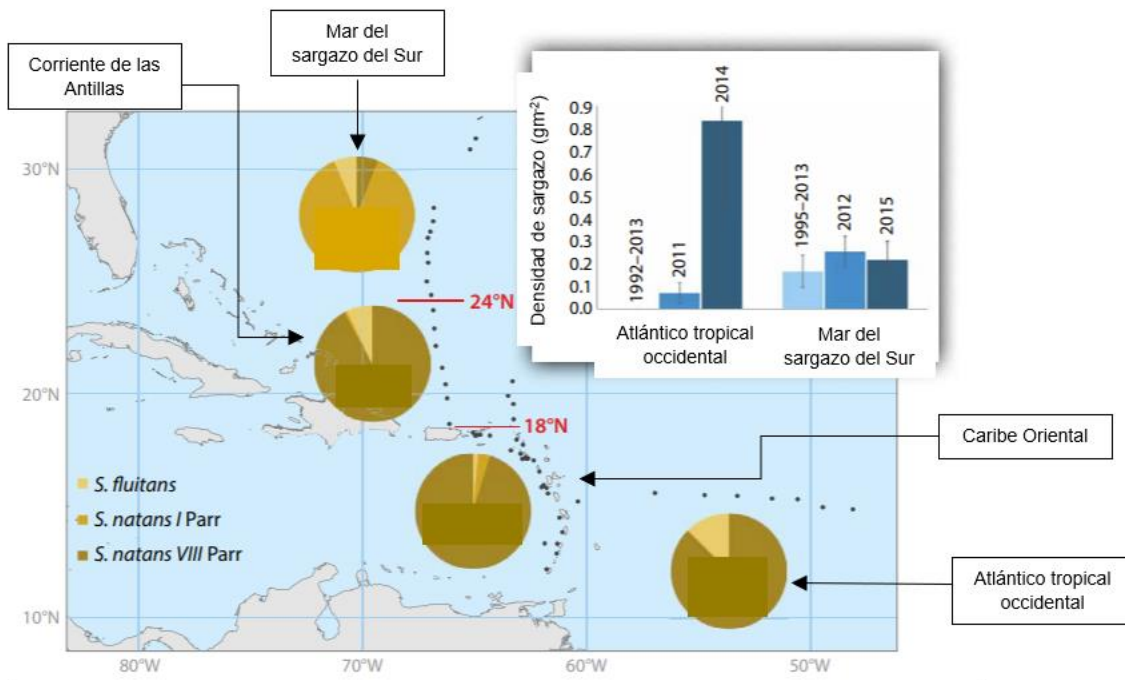 Mar del
sargazo del Sur
Corriente de las
Antillas
Densidad de sargazo (gm-2)
0.9
0.8
0.7
0.6
0.5
0.4
0.3
0.2
0.1
0.0
1992–2013
2011
2014
1995–2013
2012
2015
Atlántico tropical
occidental
Mar del
sargazo del Sur
30°N
24°N
20°N
18°N
Caribe Oriental
S. fluitans
S. natans I Parr
S. natans VIII Parr
Atlántico tropical
occidental
10°N
80°W
70°W
60°W
50°W